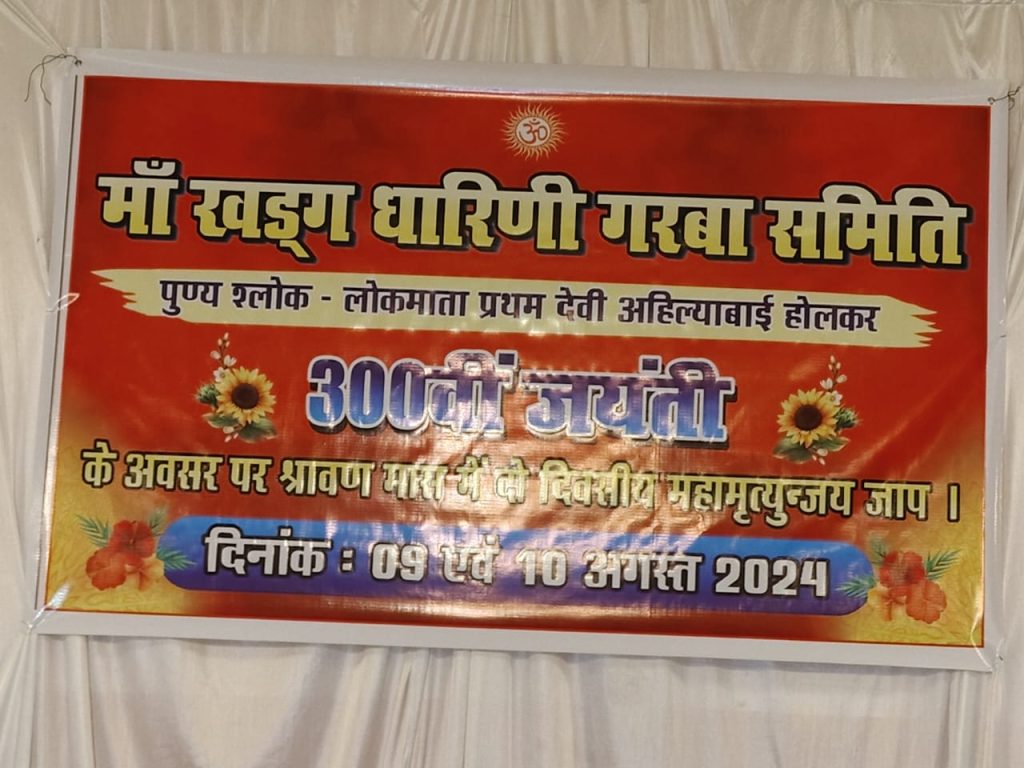 ॐ
माँ खड्ग धारिणी गरबा समिति
पुण्य श्लोक - लोकमाता प्रथम देवी अहिल्याबाई होलकर
300वीं जयंती
के अवसर पर श्रावण मास में दो दिवसीय महामृत्युन्जय जाप ।
दिनांक : 09 एवं 10 अगस्त 2024